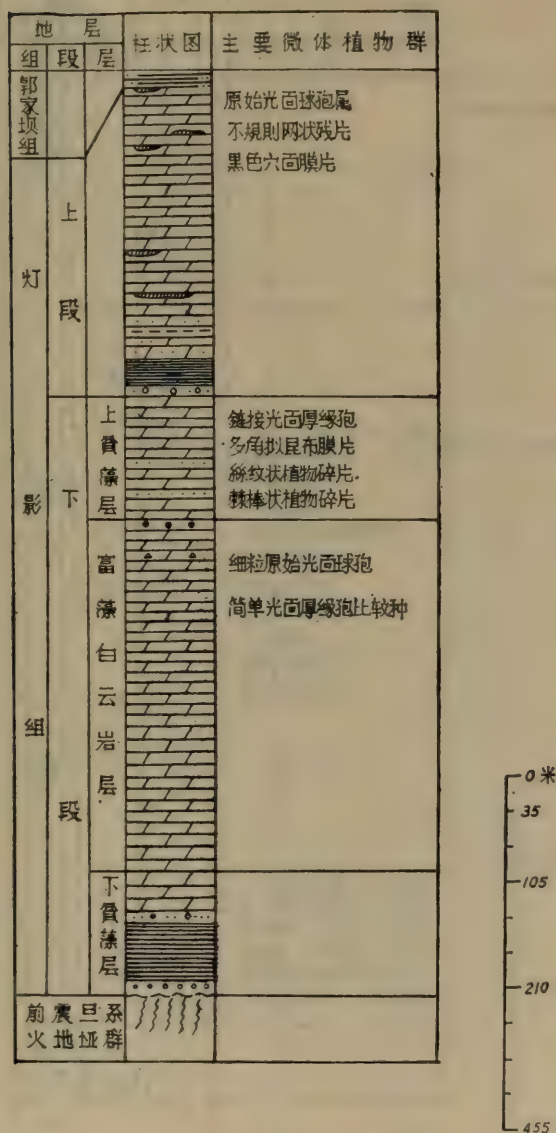 地层
组 段 层
柱状图
主要微体植物群
郭家坝组
灯影组
上段
下段
上貧藻层
富藻白云岩层
下貧藻层
前震旦系
火地垭群
原始光面球孢属
不規則网状残片
黑色穴面膜片
鏈接光面厚缘孢
多角拟昆布膜片
絲纹状植物碎片.
棘棒状植物碎片
细粒原始光面球孢
简单光面厚缘孢比较种
0 米
35
105
210
455